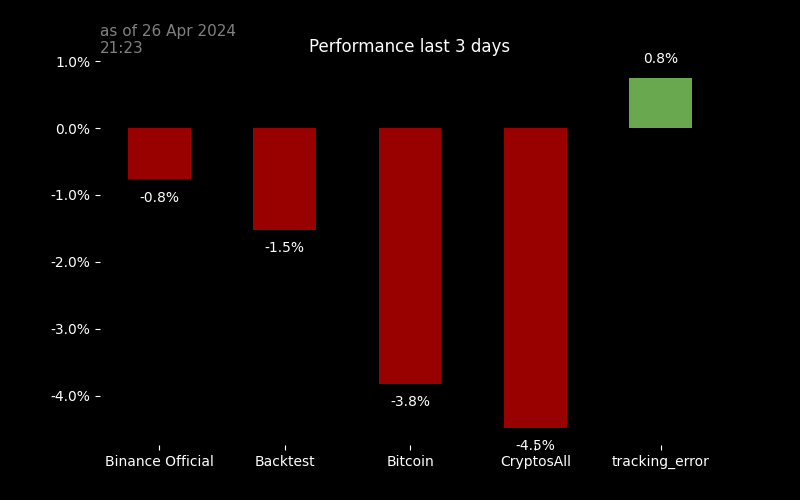 as of 26 Apr 2024
21:23
Performance last 3 days
1.0%
0.0%
-1.0%
-2.0%
-3.0%
-4.0%
0.8%
-0.8%
-1.5%
-3.8%
-4.5%
Binance Official
Backtest
Bitcoin
CryptosAll
tracking_error